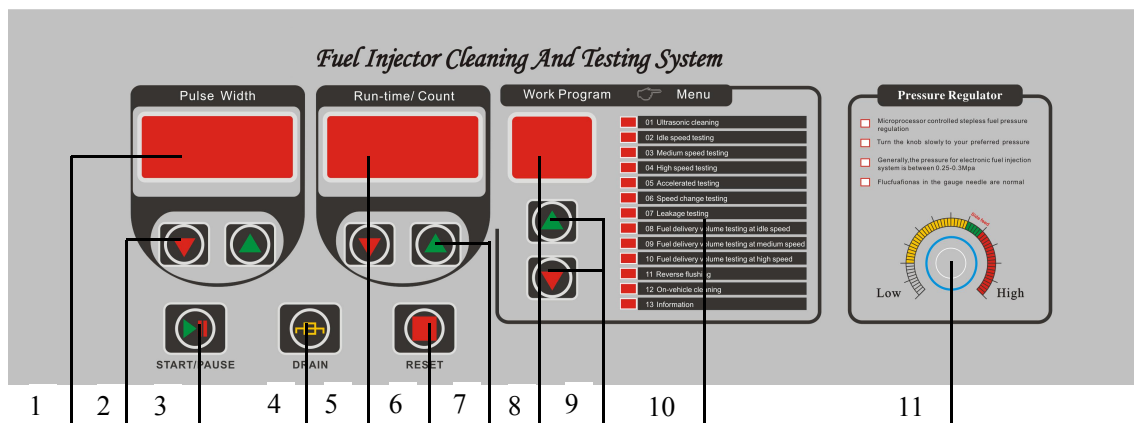 Fuel Injector Cleaning And Testing System
Pulse Width
Run-time/ Count
Work Program Menu
01 Ultrasonic cleaning
02 Idle speed testing
03 Medium speed testing
04 High speed testing
05 Accelerated testing
06 Speed change testing
07 Leakage testing
08 Fuel delivery volume testing at idle speed
09 Fuel delivery volume testing at medium speed
10 Fuel delivery volume testing at high speed
11 Reverse flushing
12 On-vehicle cleaning
13 Information
START/PAUSE
DRAIN
RESET
Pressure Regulator
Microprocessor controlled stepless fuel pressure
regulation
Turn the knob slowly to your preferred pressure
Generally,the pressure for electronic fuel injection
system is between 0.25-0.3Mpa
Flucfuafionas in the gauge needle are normal
Low
High
1 2 3 4 5 6 7 8 9 10 11